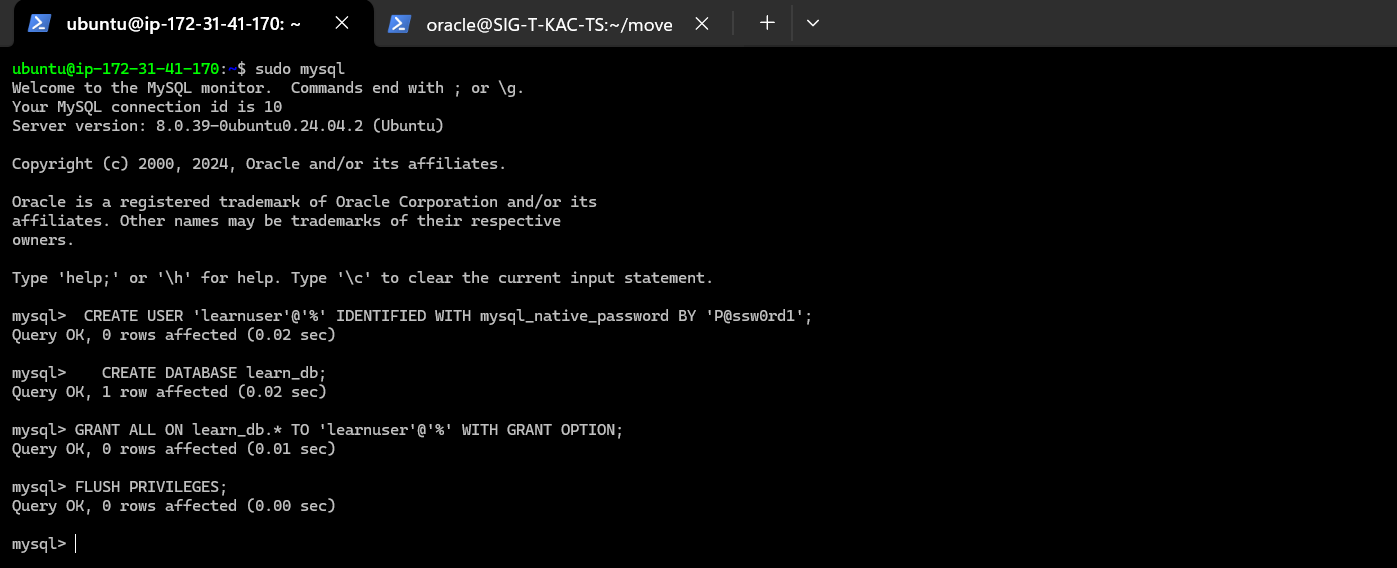 ubuntu@ip-172-31-41-170: ~
oracle@SIG-T-KAC-TS:~/move
ubuntu@ip-172-31-41-170:~$ sudo mysql
Welcome to the MySQL monitor.  Commands end with ; or \g.
Your MySQL connection id is 10
Server version: 8.0.39-0ubuntu0.24.04.2 (Ubuntu)
Copyright (c) 2000, 2024, Oracle and/or its affiliates.
Oracle is a registered trademark of Oracle Corporation and/or its
affiliates. Other names may be trademarks of their respective
owners.
Type 'help;' or '\h' for help. Type '\c' to clear the current input statement.
mysql>  CREATE USER 'learnuser'@'%' IDENTIFIED WITH mysql_native_password BY 'P@ssw0rd1';
Query OK, 0 rows affected (0.02 sec)
mysql>    CREATE DATABASE learn_db;
Query OK, 1 row affected (0.02 sec)
mysql> GRANT ALL ON learn_db.* TO 'learnuser'@'%' WITH GRANT OPTION;
Query OK, 0 rows affected (0.01 sec)
mysql> FLUSH PRIVILEGES;
Query OK, 0 rows affected (0.00 sec)
mysql>